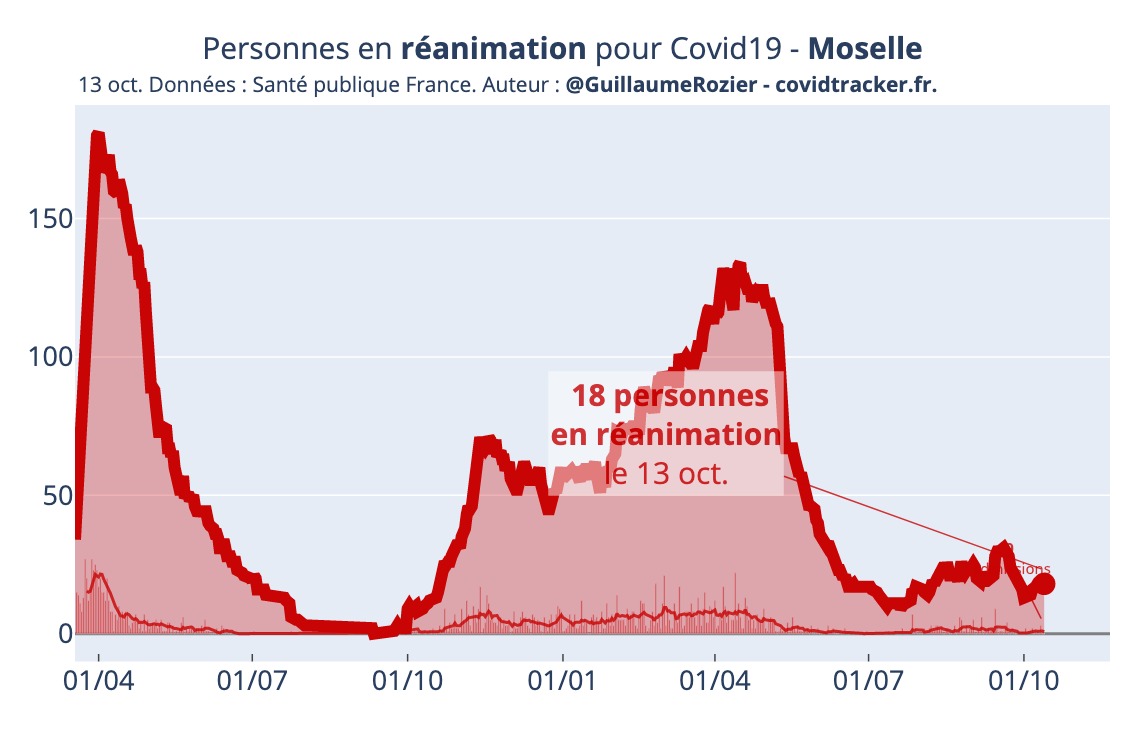 Personnes en réanimation pour Covid19 - Moselle
13 oct. Données : Santé publique France. Auteur : @GuillaumeRozier - covidtracker.fr.
150
100
50
0
18 personnes
en réanimation
le 13 oct.
01/04
01/07
01/10
01/01
01/04
01/07
01/10